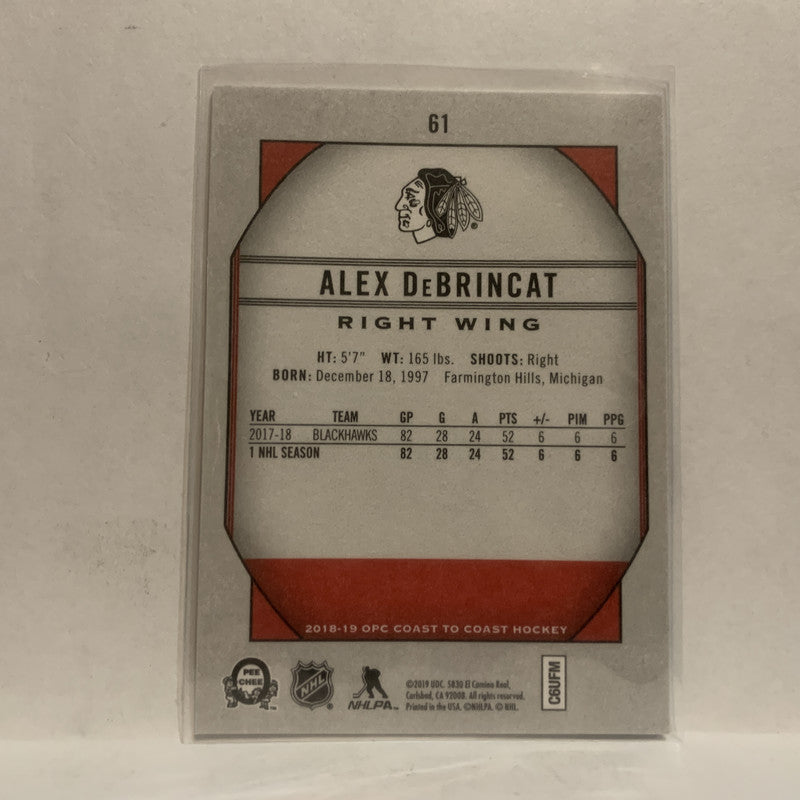 61
®
ALEX DeBRINCAT
RIGHT WING
HT: 5'7" WT: 165 lbs. SHOOTS: Right
BORN: December 18, 1997 Farmington Hills, Michigan
YEAR TEAM GP G A PTS +/- PIM PPG
2017-18 BLACKHAWKS 82 28 24 52 6 6 6
1 NHL SEASON 82 28 24 52 6 6 6
2018-19 OPC COAST TO COAST HOCKEY
PEE
CHEE
NHL
NHLPA
©2019 UDC. 5830 El Camino Real,
Carlsbad, CA 92008. All rights reserved.
Printed in the USA. ©NHLPA. © NHL.
C6UFM